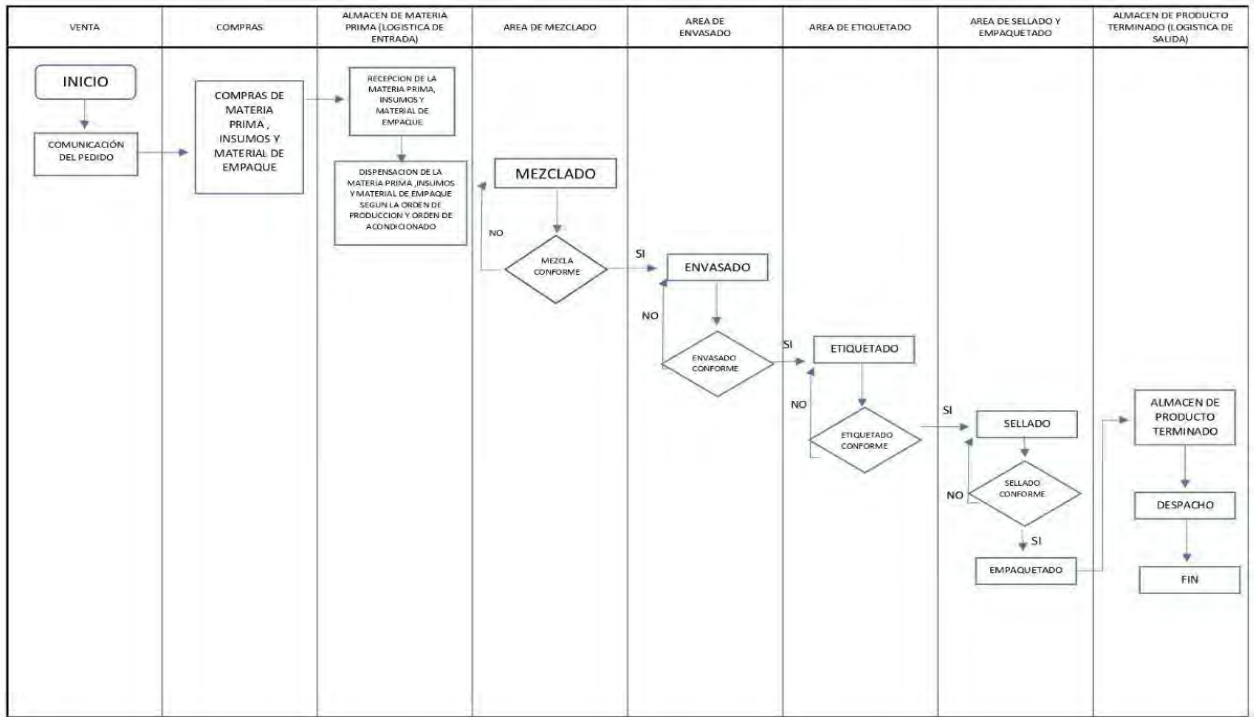 VENTA
COMPRAS
ALMACEN DE MATERIA
PRIMA (LOGISTICA DE
ENTRADA)
AREA DE MEZCLADO
AREA DE
ENVASADO
AREA DE ETIQUETADO
AREA DE SELLADO Y
EMPAQUETADO
ALMACEN DE PRODUCTO
TERMINADO (LOGISTICA DE
SALIDA)
INICIO
COMUNICACIÓN
DEL PEDIDO
COMPRAS DE
MATERIA
PRIMA ,
INSUMOS Y
MATERIAL DE
EMPAQUE
RECEPCION DE LA
MATERIA PRIMA,
INSUMOS Y
MATERIAL DE
EMPAQUE
DISPENSACION DE LA
MATERIA PRIMA ,INSUMOS
Y MATERIAL DE EMPAQUE
SEGUN LA ORDEN DE
PRODUCCION Y ORDEN DE
ACONDICIONADO
MEZCLADO
NO
MEZCLA
CONFORME
SI
ENVASADO
NO
ENVASADO
CONFORME
SI
ETIQUETADO
NO
ETIQUETADO
CONFORME
SI
SELLADO
NO
SELLADO
CONFORME
SI
EMPAQUETADO
ALMACEN DE
PRODUCTO
TERMINADO
DESPACHO
FIN